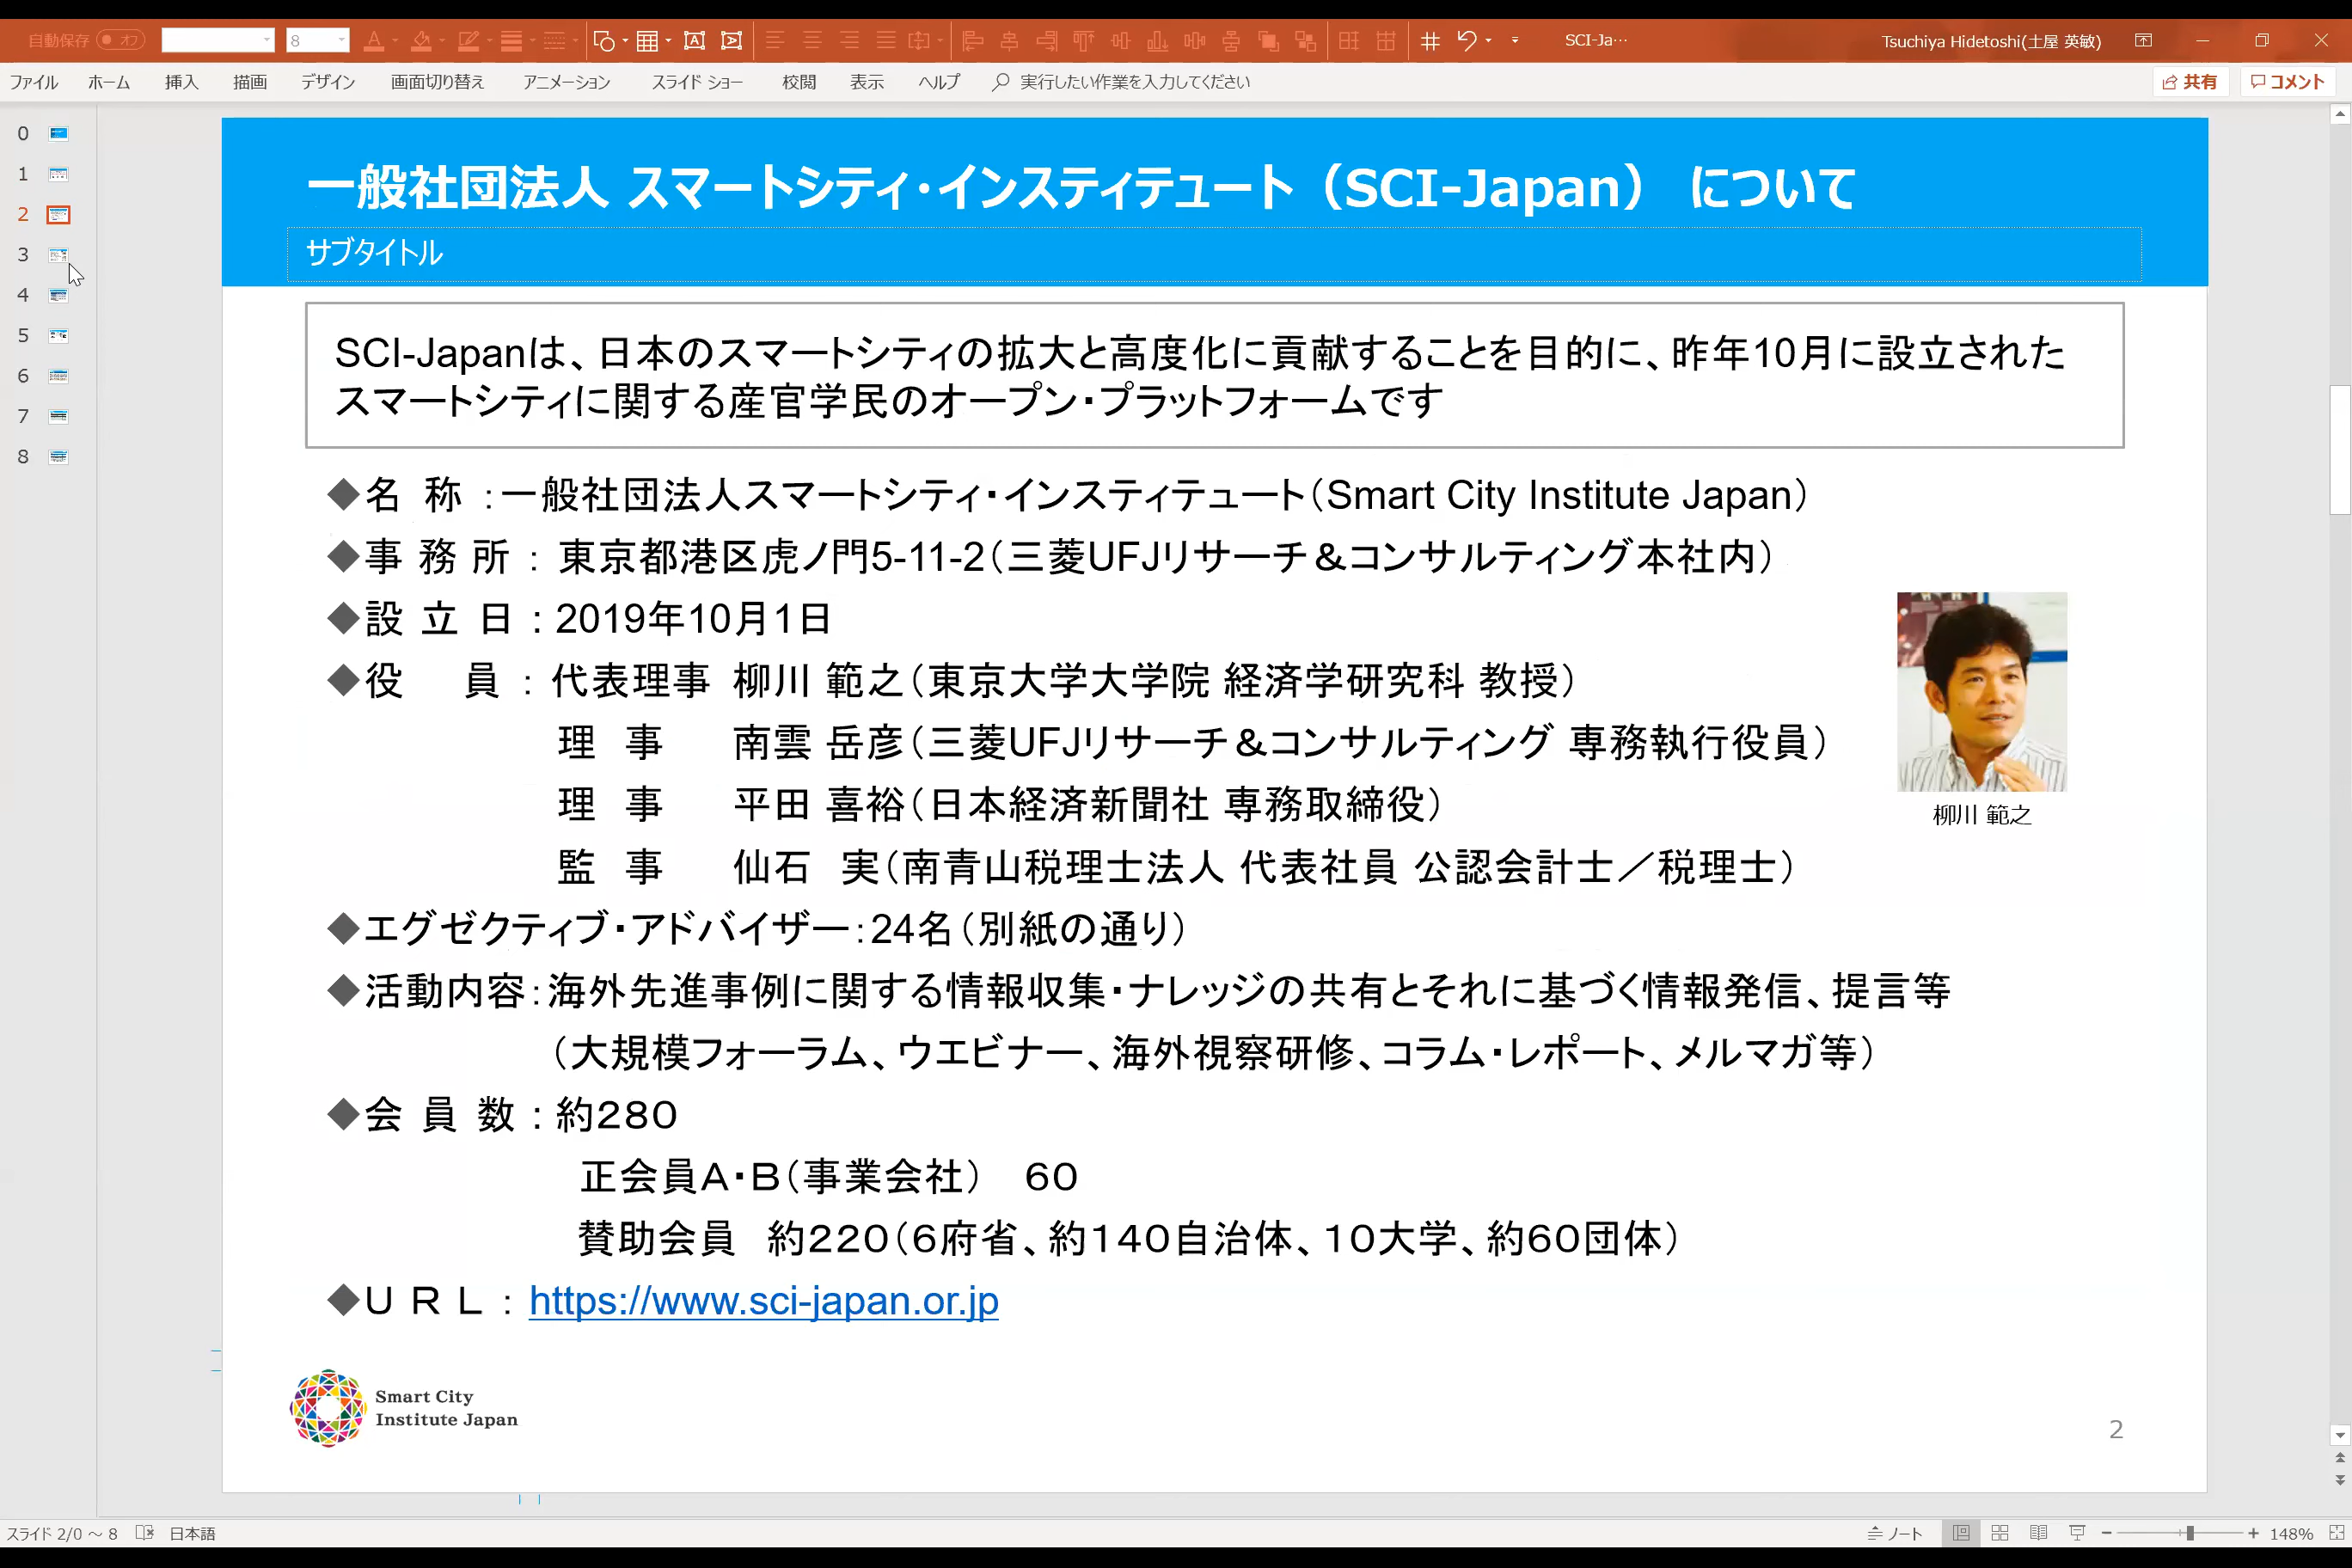 自動保存 オフ
8
SCI-Ja…
Tsuchiya Hidetoshi(土屋 英敏)
ファイル ホーム 挿入 描画 デザイン 画面切り替え アニメーション スライド ショー 校閲 表示 ヘルプ 実行したい作業を入力してください 共有 コメント
0
1
2
3
4
5
6
7
8
一般社団法人 スマートシティ・インスティテュート（SCI-Japan） について
サブタイトル
SCI-Japanは、日本のスマートシティの拡大と高度化に貢献することを目的に、昨年10月に設立された
スマートシティに関する産官学民のオープン・プラットフォームです
◆名 称 :一般社団法人スマートシティ・インスティテュート（Smart City Institute Japan）
◆事 務 所 : 東京都港区虎ノ門5-11-2（三菱UFJリサーチ＆コンサルティング本社内）
◆設 立 日 : 2019年10月1日
◆役 員 : 代表理事 柳川 範之（東京大学大学院 経済学研究科 教授）
理 事 南雲 岳彦（三菱UFJリサーチ＆コンサルティング 専務執行役員）
理 事 平田 喜裕（日本経済新聞社 専務取締役）
監 事 仙石 実（南青山税理士法人 代表社員 公認会計士／税理士）
柳川 範之
◆エグゼクティブ・アドバイザー:24名（別紙の通り）
◆活動内容:海外先進事例に関する情報収集・ナレッジの共有とそれに基づく情報発信、提言等
（大規模フォーラム、ウエビナー、海外視察研修、コラム・レポート、メルマガ等）
◆会 員 数 : 約２８０
正会員Ａ・Ｂ（事業会社） ６０
賛助会員 約２２０（６府省、約１４０自治体、１０大学、約６０団体）
◆Ｕ Ｒ Ｌ : https://www.sci-japan.or.jp
Smart City
Institute Japan
2
スライド 2/0 ～ 8 日本語 ノート 148%